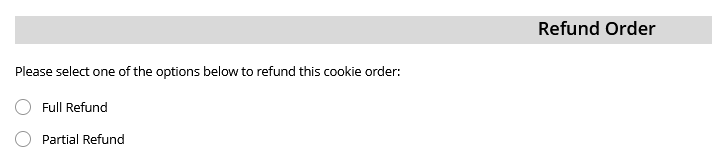 Refund Order
Please select one of the options below to refund this cookie order:
Full Refund
Partial Refund